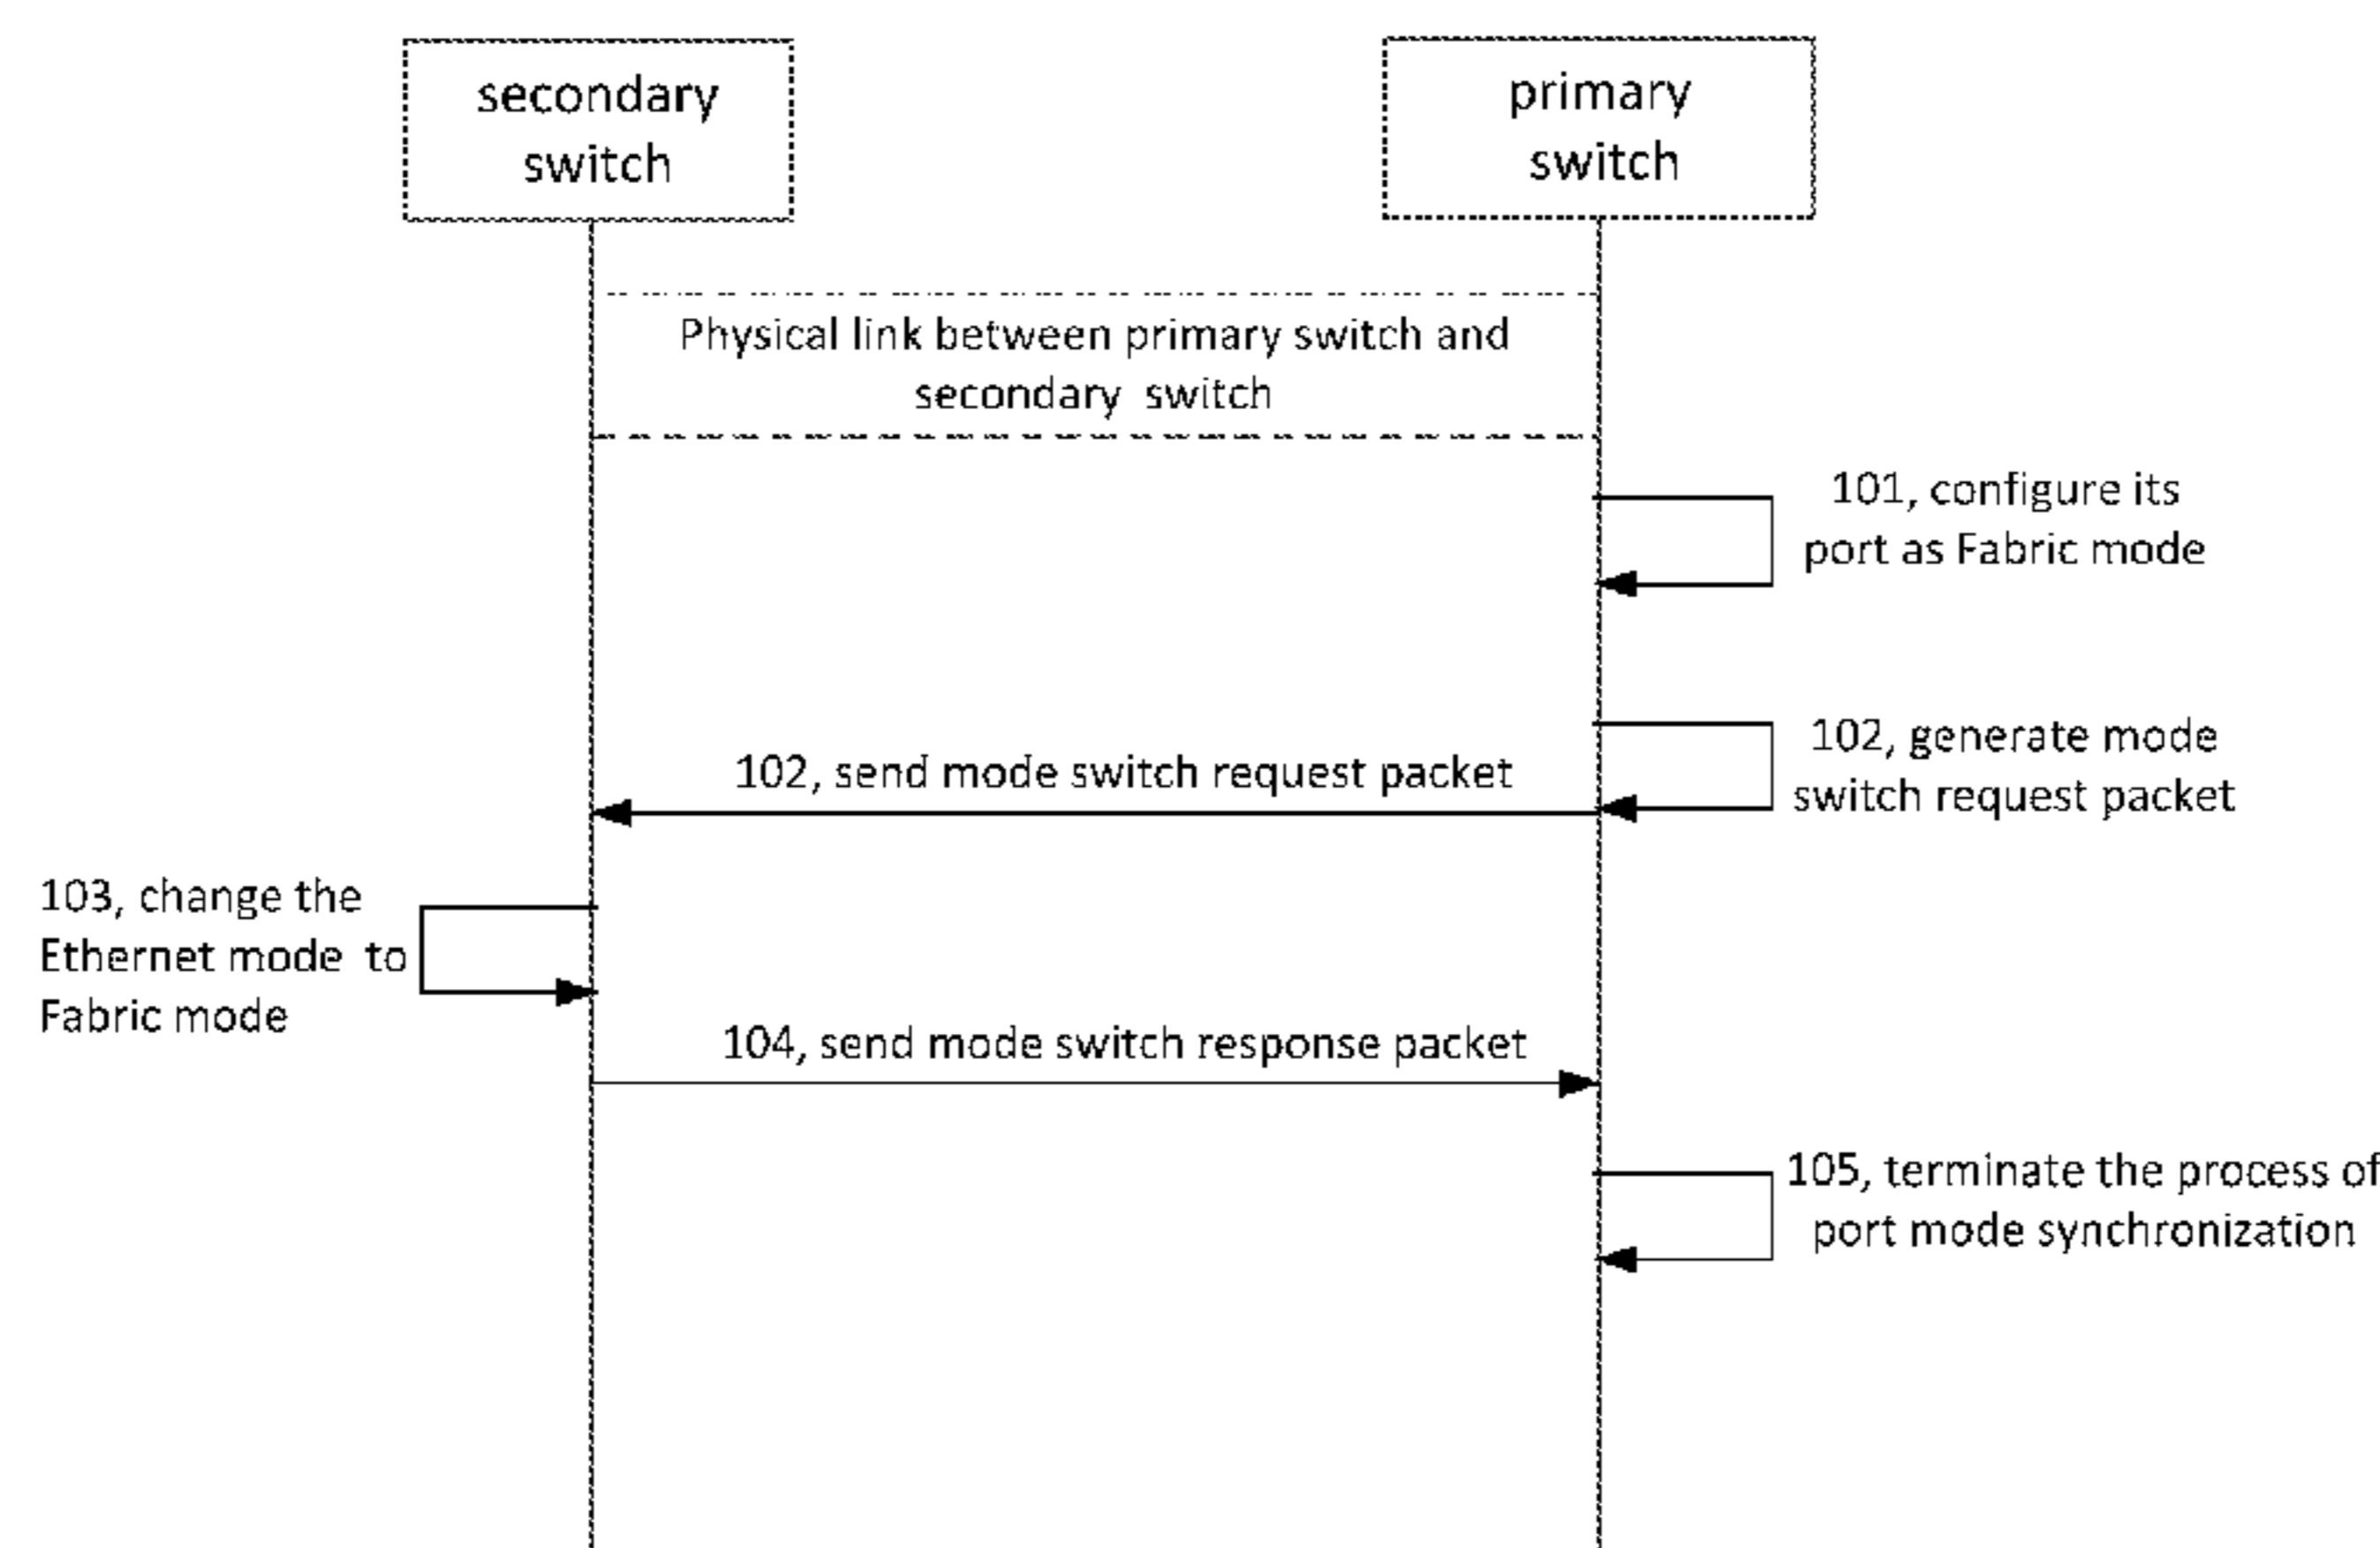 secondary
switch
primary
switch
Physical link between primary switch and
secondary switch
101, configure its
port as Fabric mode
102, generate mode
switch request packet
102, send mode switch request packet
103, change the
Ethernet mode to
Fabric mode
104, send mode switch response packet
105, terminate the process of
port mode synchronization